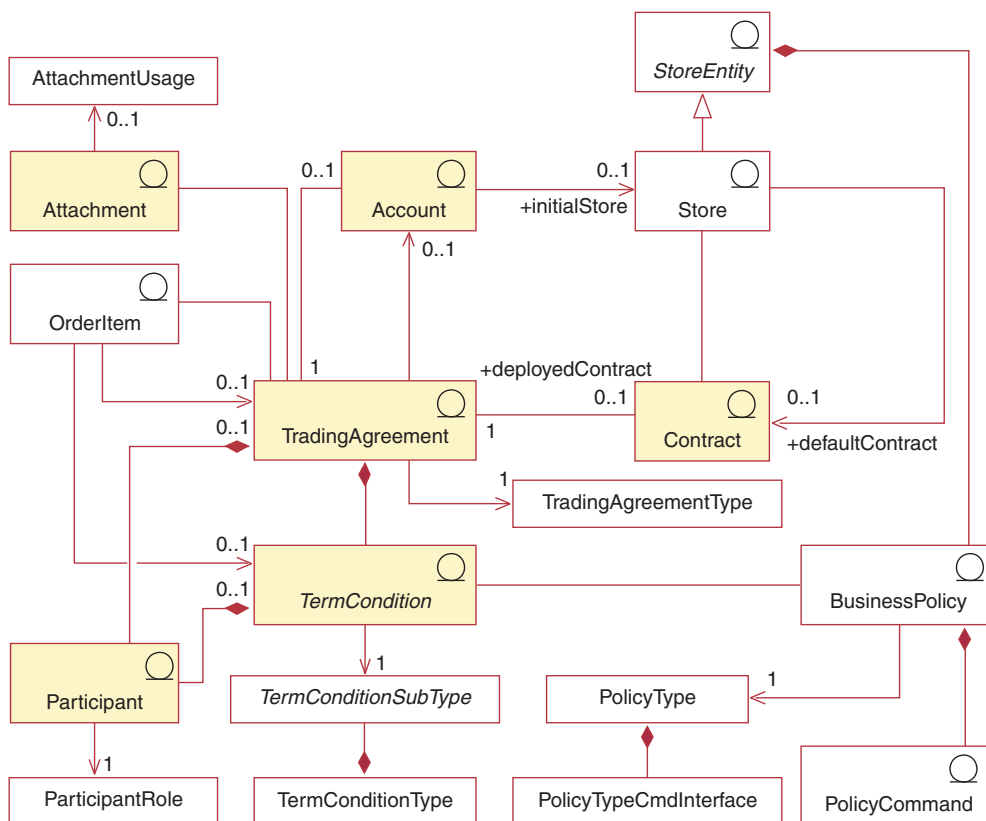 StoreEntity
AttachmentUsage
0..1
Attachment
0..1
Account
0..1
+initialStore
Store
0..1
OrderItem
+deployedContract
1
0..1
0..1
0..1
0..1
TradingAgreement
1
Contract
+defaultContract
1
TradingAgreementType
0..1
0..1
TermCondition
BusinessPolicy
Participant
1
TermConditionSubType
PolicyType
1
1
ParticipantRole
TermConditionType
PolicyTypeCmdInterface
PolicyCommand